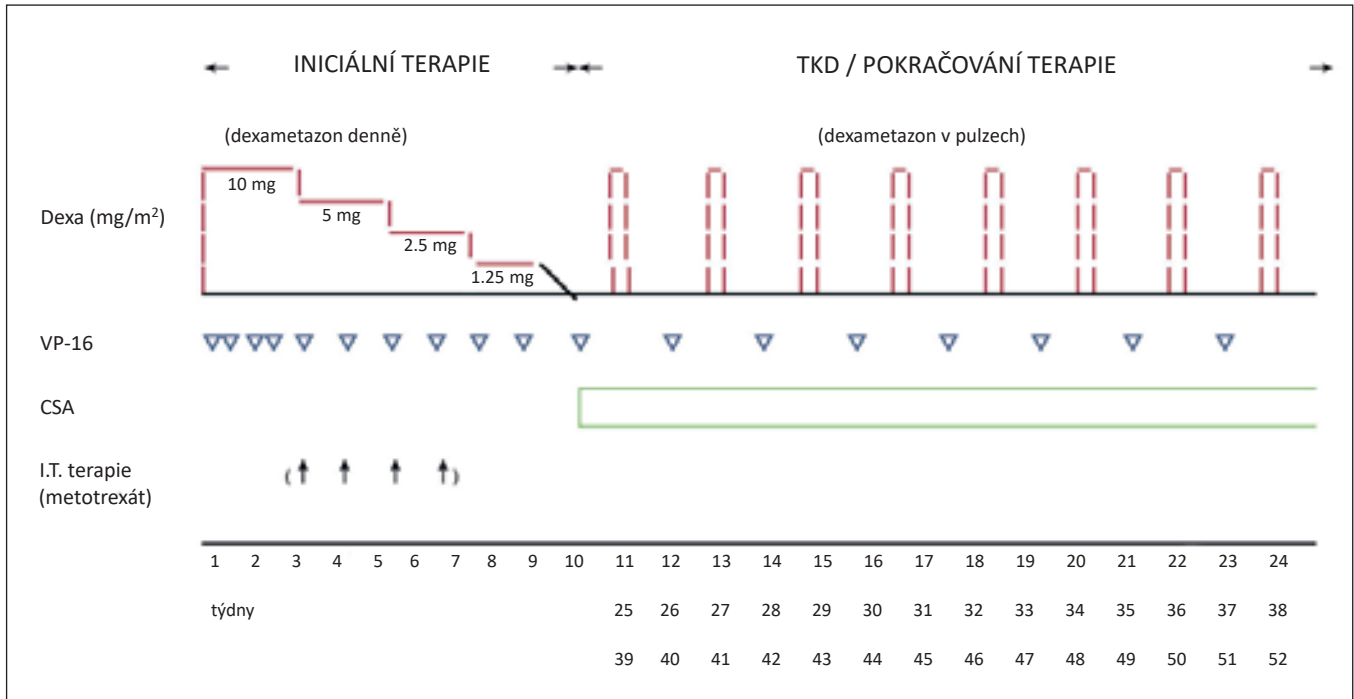 INICIÁLNÍ TERAPIE TKD / POKRAČOVÁNÍ TERAPIE
(dexametazon denně) (dexametazon v pulzech)
10 mg
Dexa (mg/m²) 5 mg
2.5 mg
1.25 mg
VP-16
CSA
I.T. terapie
(metotrexát)
1 2 3 4 5 6 7 8 9 10 11 12 13 14 15 16 17 18 19 20 21 22 23 24
týdny 25 26 27 28 29 30 31 32 33 34 35 36 37 38
39 40 41 42 43 44 45 46 47 48 49 50 51 52